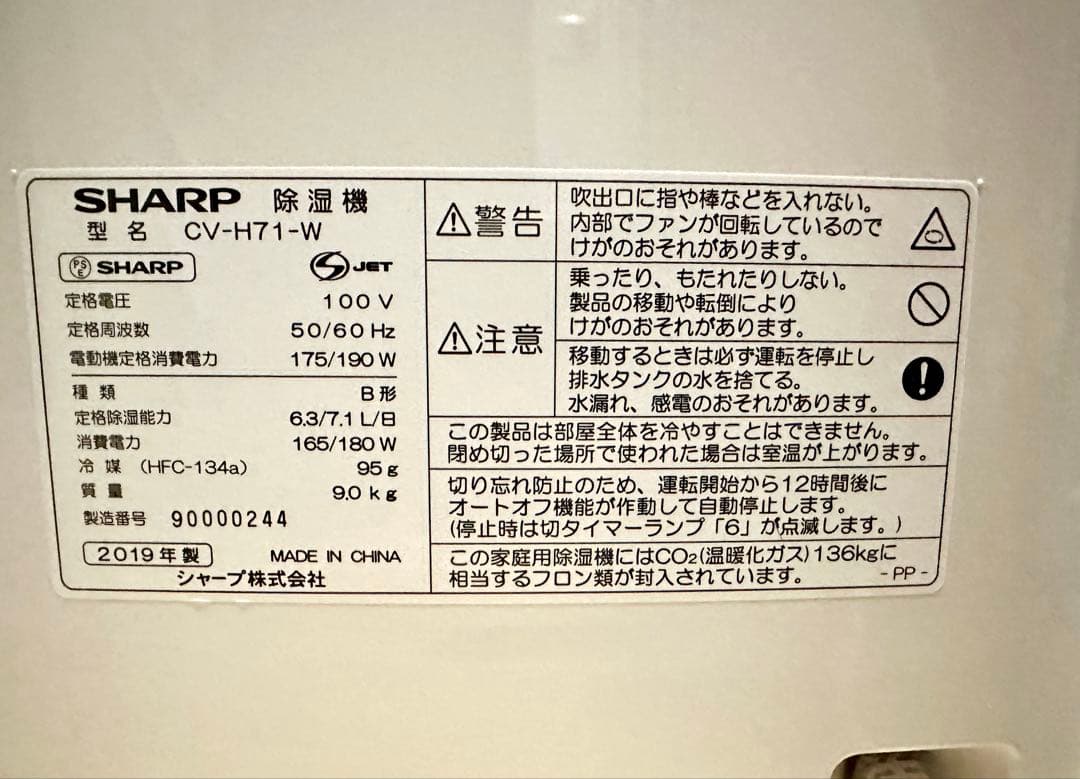 SHARP 除湿機
型名 CV-H71-W
PSE SHARP
S JET
定格電圧 100V
定格周波数 50/60Hz
電動機定格消費電力 175/190W
種類 B形
定格除湿能力 6.3/7.1L/日
消費電力 165/180W
冷媒 (HFC-134a) 95g
質量 9.0kg
製造番号 90000244
2019年製 MADE IN CHINA
シャープ株式会社
警告
吹出口に指や棒などを入れない。
内部でファンが回転しているので
けがのおそれがあります。
注意
乗ったり、もたれたりしない。
製品の移動や転倒により
けがのおそれがあります。
移動するときは必ず運転を停止し
排水タンクの水を捨てる。
水漏れ、感電のおそれがあります。
この製品は部屋全体を冷やすことはできません。
閉め切った場所で使われた場合は室温が上がります。
切り忘れ防止のため、運転開始から12時間後に
オートオフ機能が作動して自動停止します。
(停止時は切タイマーランプ「6」が点滅します。)
この家庭用除湿機にはCO₂(温暖化ガス)136kgに
相当するフロン類が封入されています。
-PP-